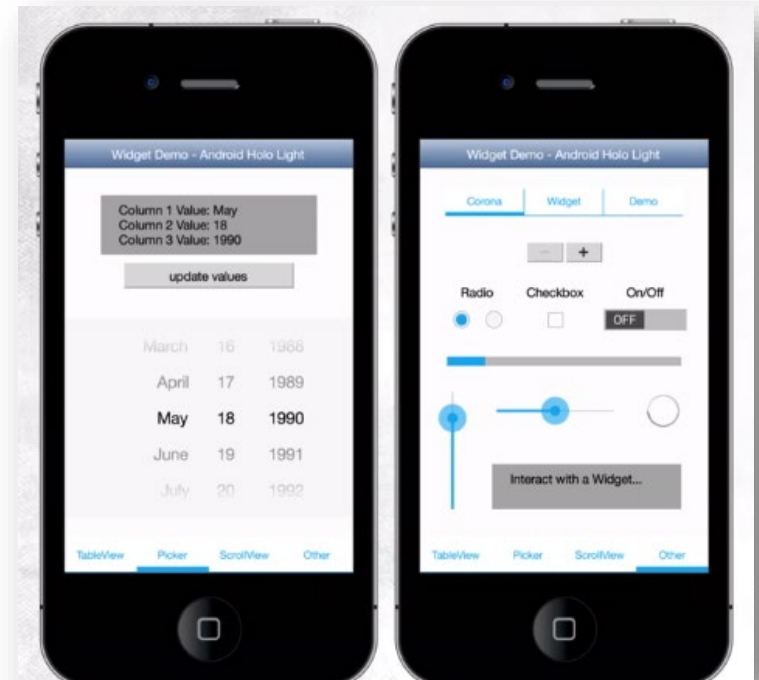 Widget Demo - Android Holo Light
Column 1 Value: May
Column 2 Value: 18
Column 3 Value: 1990
update values
March 16 1988
April 17 1989
May 18 1990
June 19 1991
July 20 1992
TableView Picker ScrollView Other
Widget Demo - Android Holo Light
Corona Widget Demo
− +
Radio Checkbox On/Off
OFF
Interact with a Widget...
TableView Picker ScrollView Other